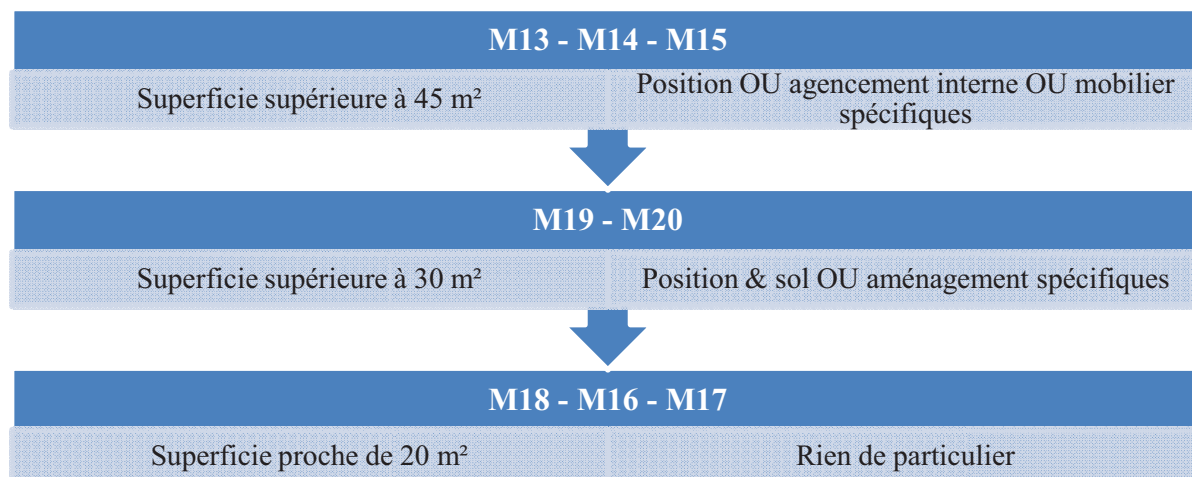 M13 - M14 - M15
Superficie supérieure à 45 m²
Position OU agencement interne OU mobilier
spécifiques
M19 - M20
Superficie supérieure à 30 m²
Position & sol OU aménagement spécifiques
M18 - M16 - M17
Superficie proche de 20 m²
Rien de particulier